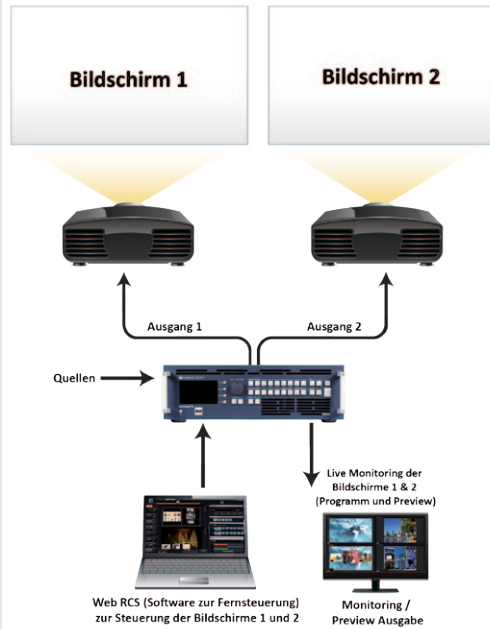 Bildschirm 1
Bildschirm 2
Ausgang 1
Ausgang 2
Quellen
Live Monitoring der
Bildschirme 1 & 2
(Programm und Preview)
Web RCS (Software zur Fernsteuerung)
zur Steuerung der Bildschirme 1 und 2
Monitoring /
Preview Ausgabe